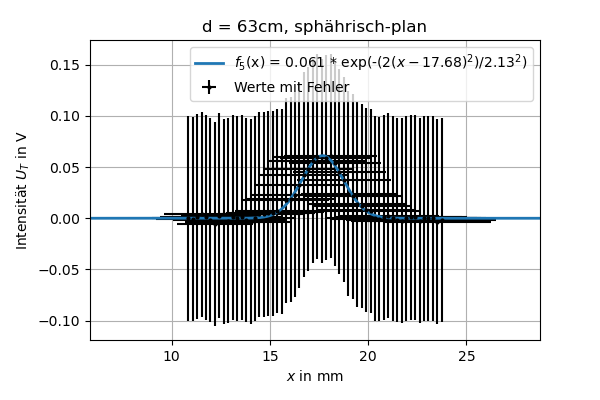 d = 63cm, sphährisch-plan
f₅(x) = 0.061 * exp(-(2(x − 17.68)²)/2.13²)
Werte mit Fehler
0.15
0.10
0.05
0.00
−0.05
−0.10
Intensität U_T in V
10 15 20 25
x in mm